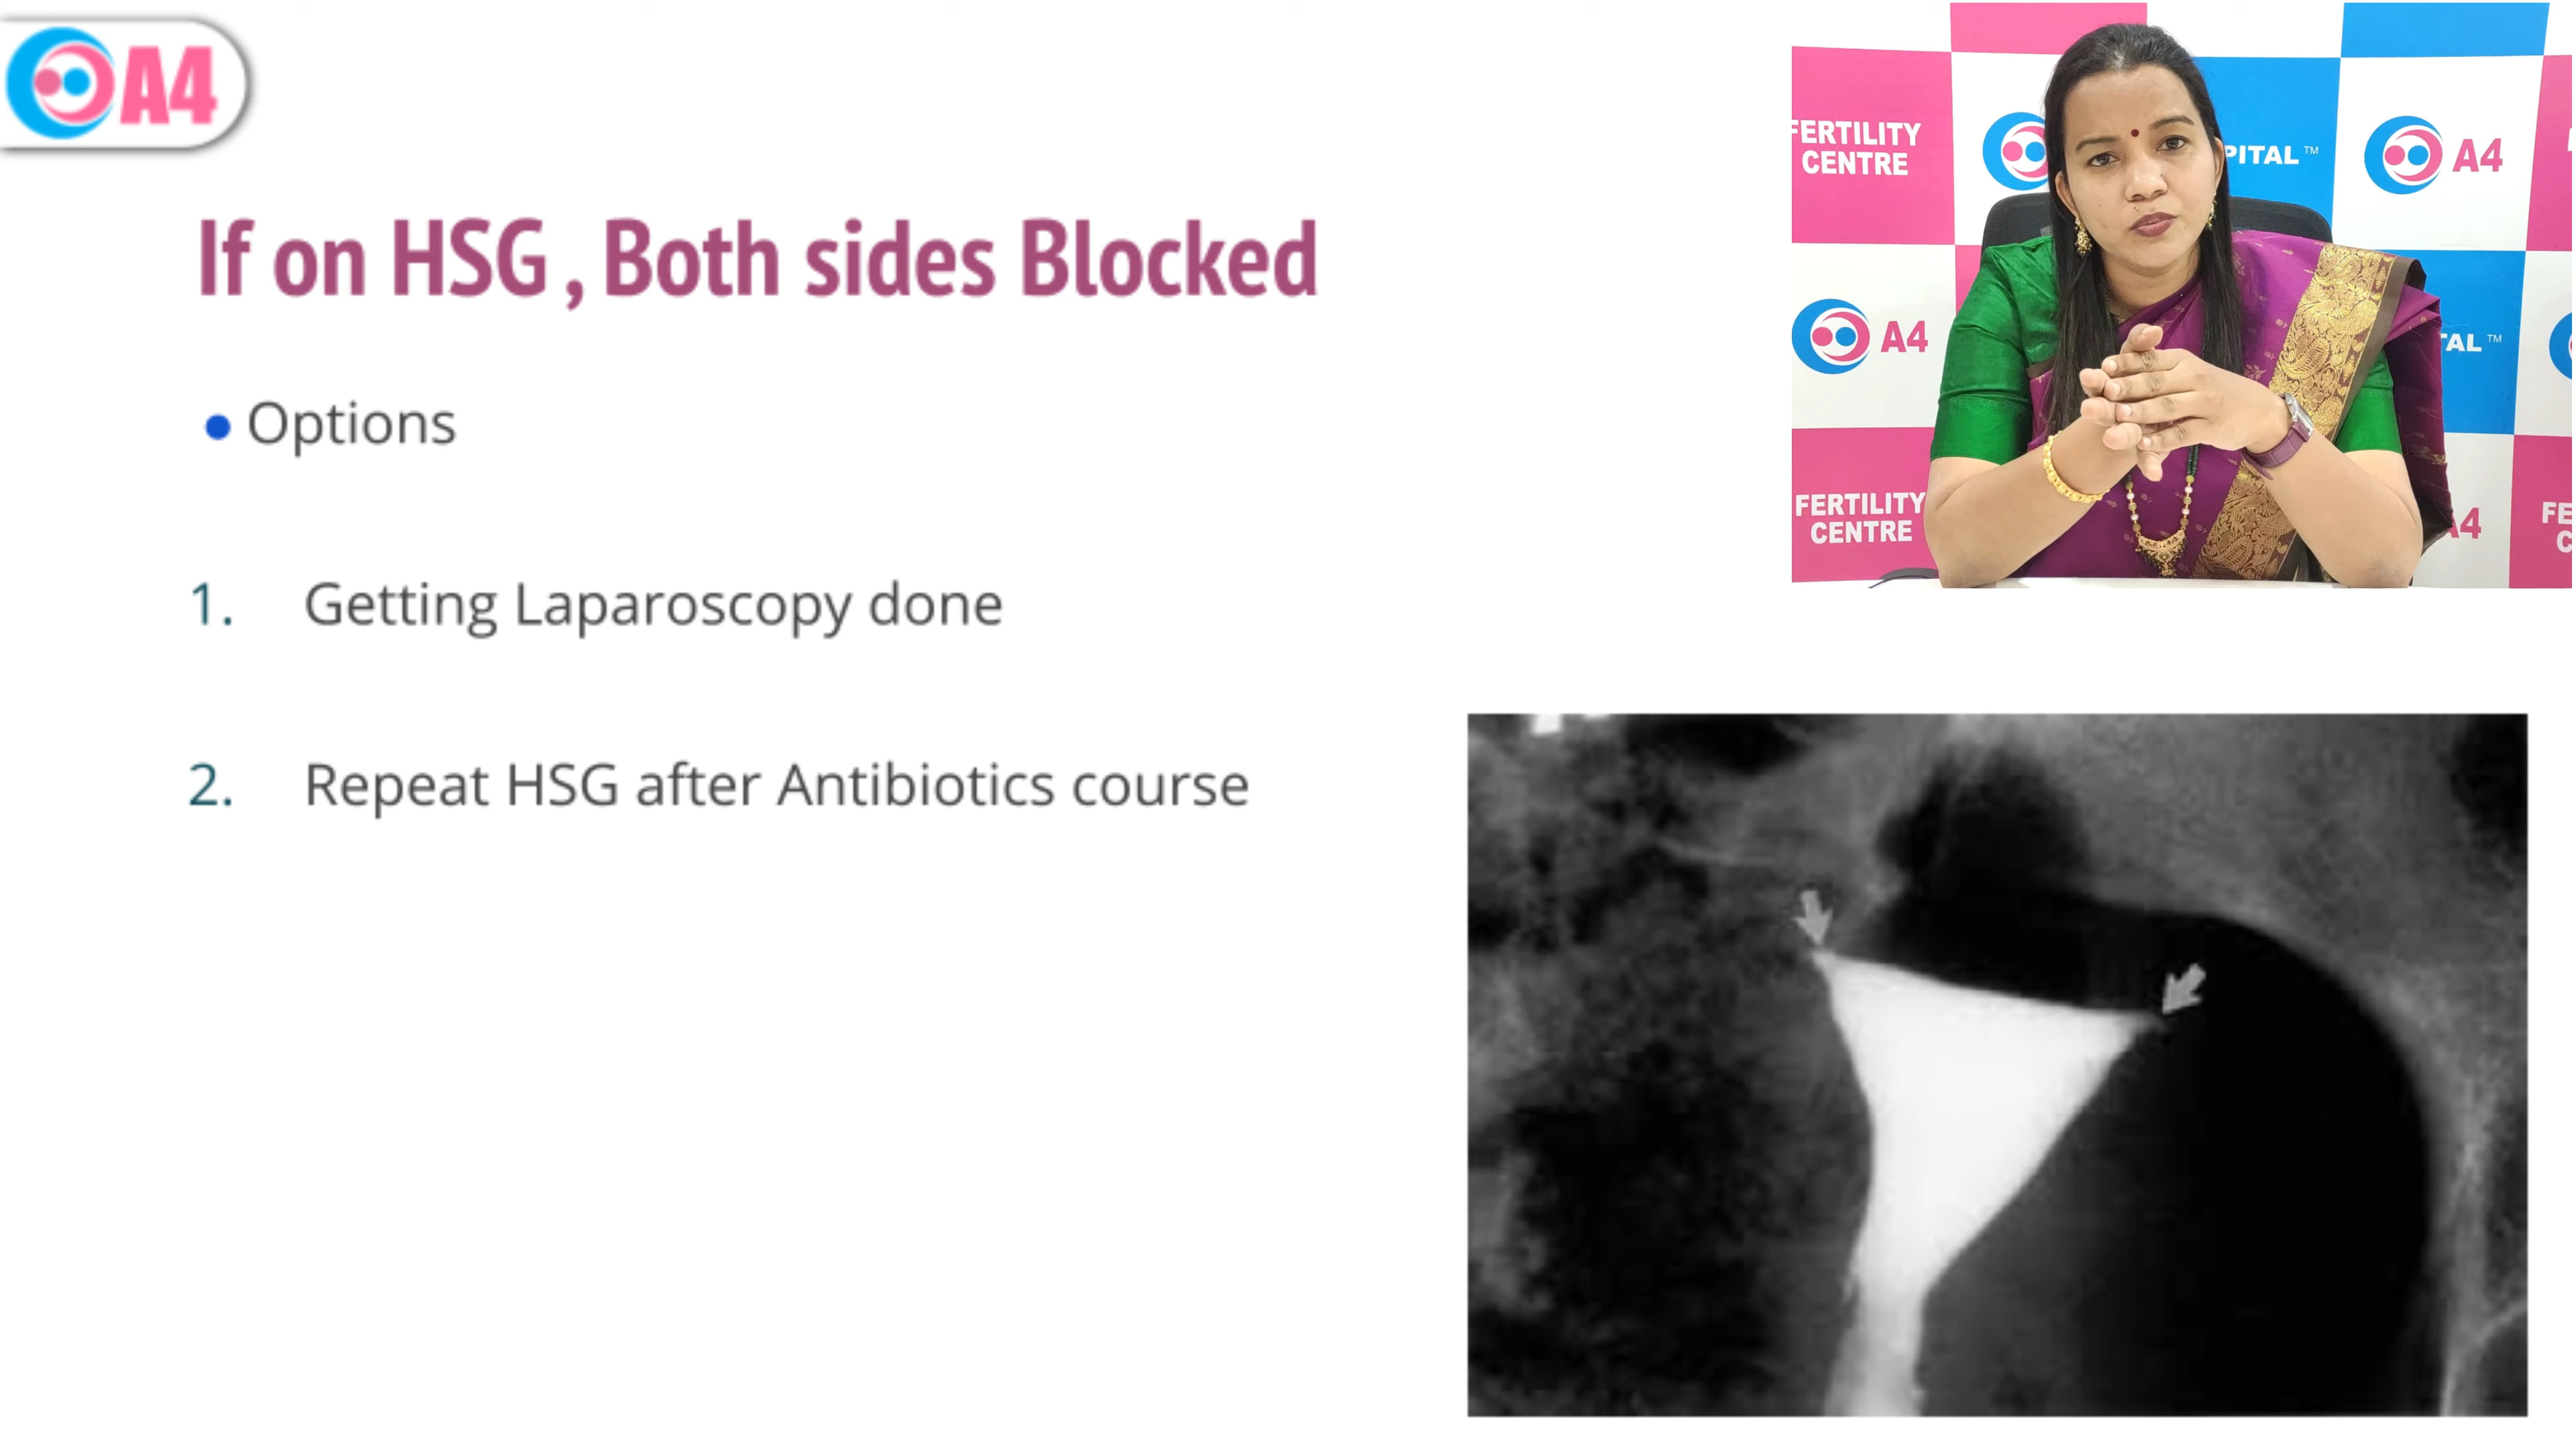 A4
If on HSG , Both sides Blocked
• Options
1. Getting Laparoscopy done
2. Repeat HSG after Antibiotics course
FERTILITY
CENTRE
PITAL™
A4
A4
TAL™
FERTILITY
CENTRE
A4
FE
C